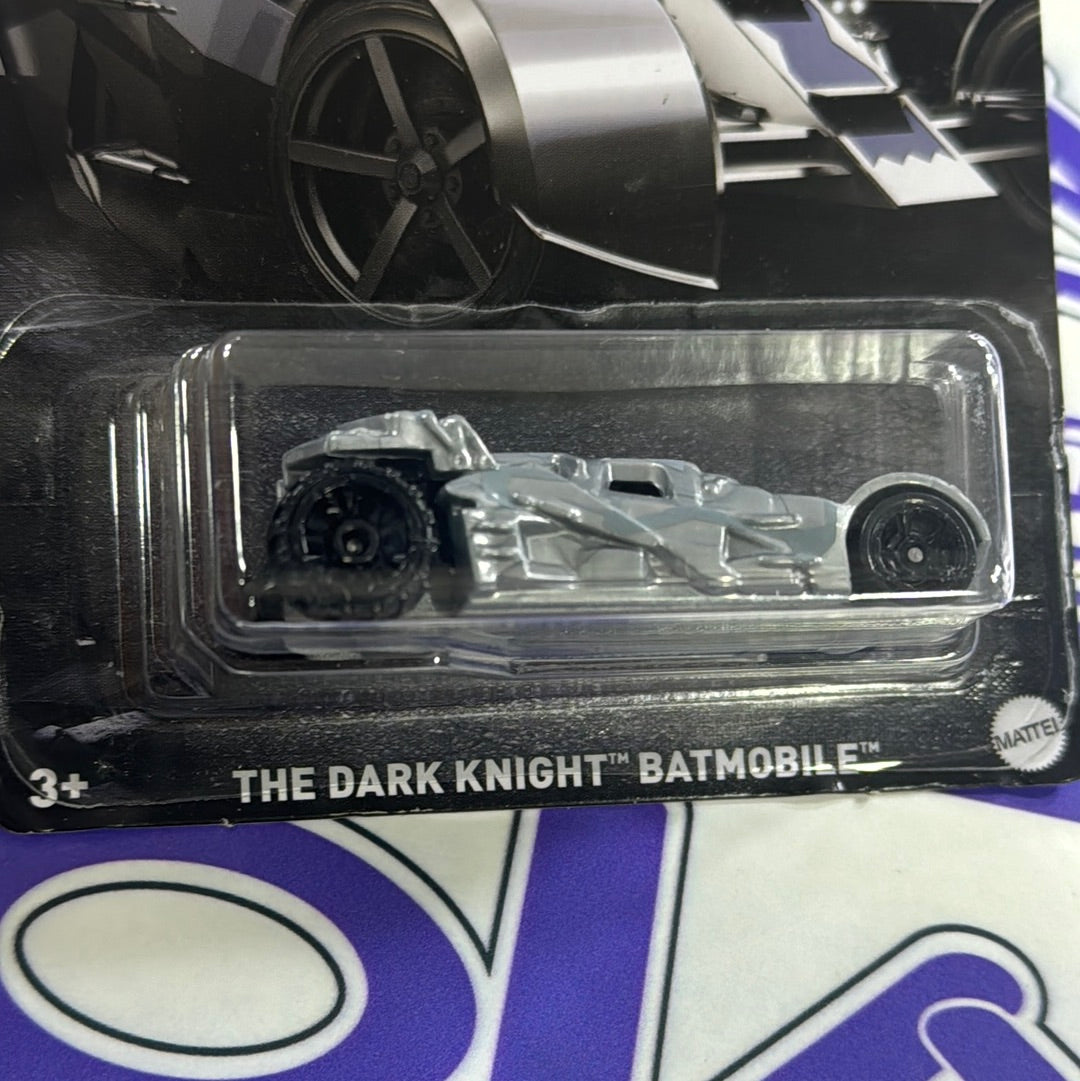 MATTEL
3+
THE DARK KNIGHT™ BATMOBILE™